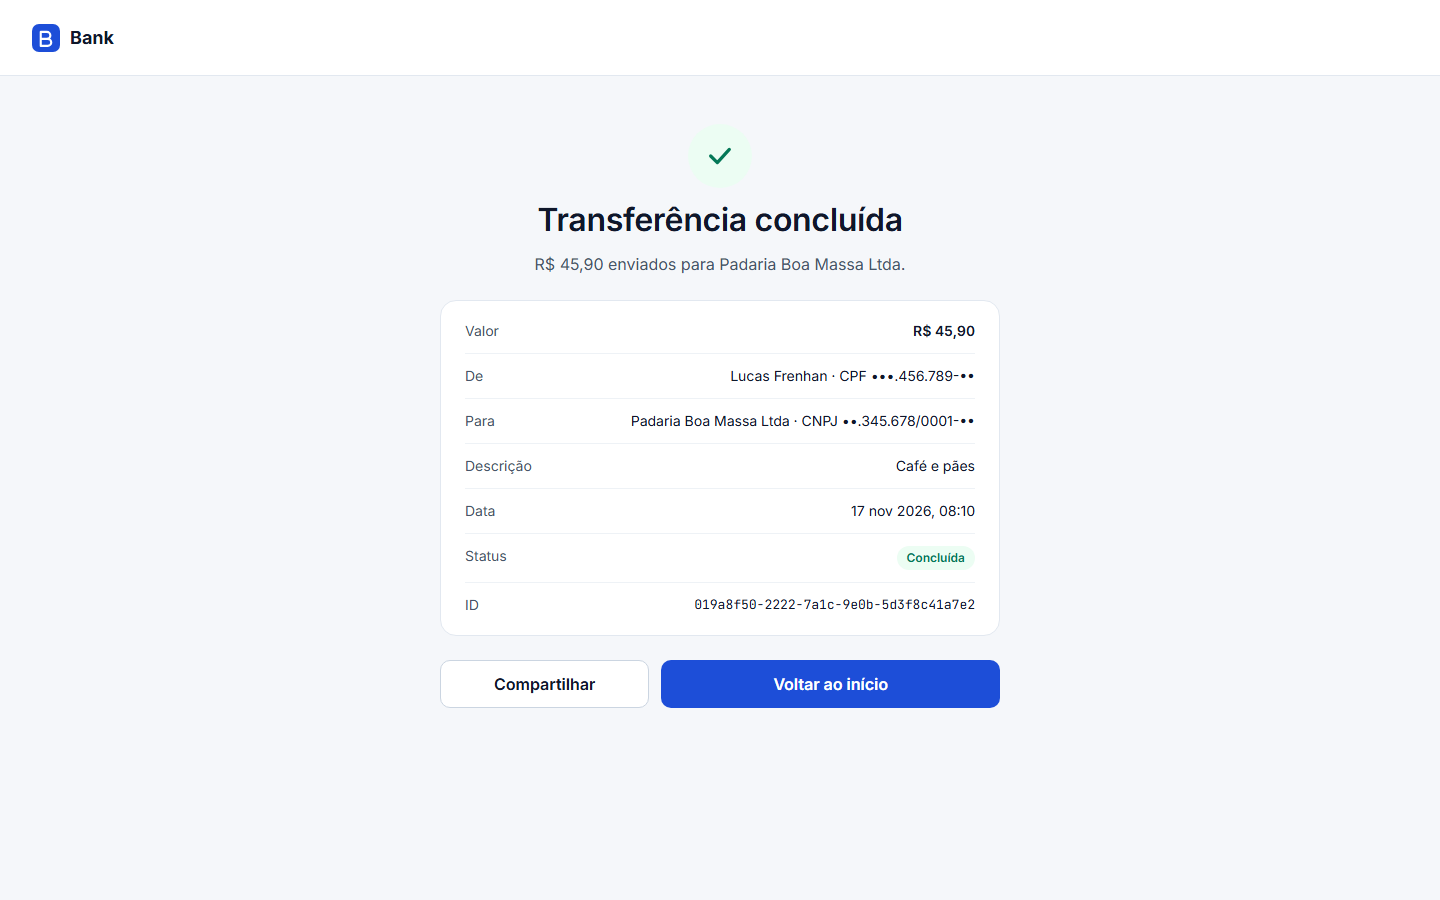 B Bank
Transferência concluída
R$ 45,90 enviados para Padaria Boa Massa Ltda.
Valor R$ 45,90
De Lucas Frenhan · CPF •••.456.789-••
Para Padaria Boa Massa Ltda · CNPJ ••.345.678/0001-••
Descrição Café e pães
Data 17 nov 2026, 08:10
Status Concluída
ID 019a8f50-2222-7a1c-9e0b-5d3f8c41a7e2
Compartilhar Voltar ao início